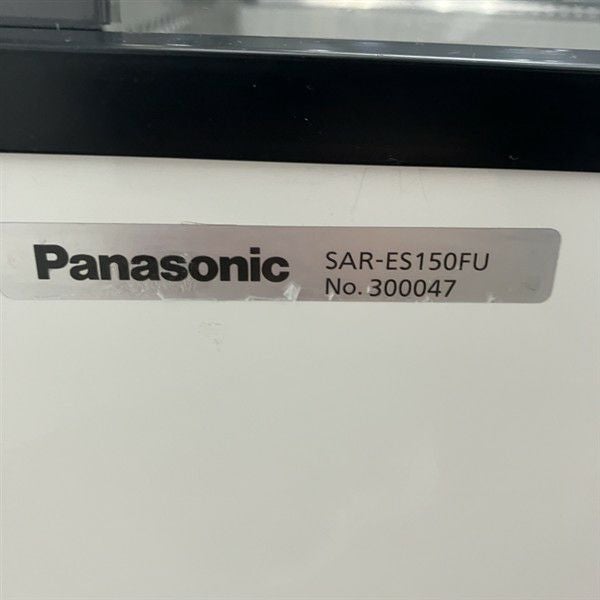 Panasonic
SAR-ES150FU
No. 300047